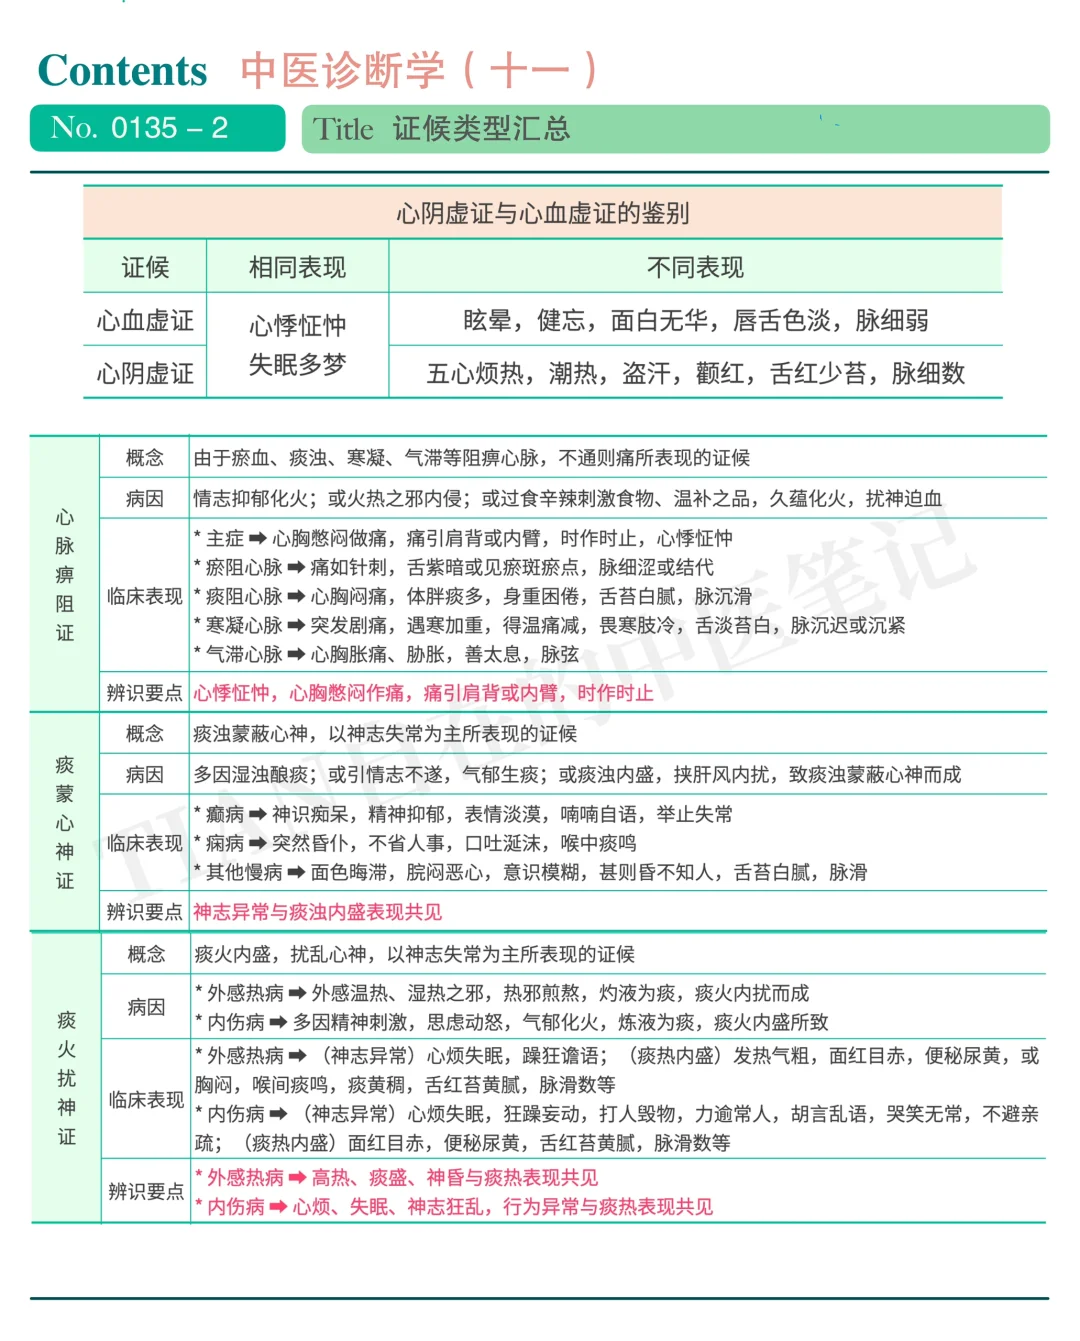 Contents 中医诊断学（十一）
No. 0135 – 2
Title 证候类型汇总
心阴虚证与心血虚证的鉴别
证候 相同表现 不同表现
心血虚证 心悸怔忡 眩晕，健忘，面白无华，唇舌色淡，脉细弱
心阴虚证 失眠多梦 五心烦热，潮热，盗汗，颧红，舌红少苔，脉细数
心脉痹阻证
概念 由于瘀血、痰浊、寒凝、气滞等阻痹心脉，不通则痛所表现的证候
病因 情志抑郁化火；或火热之邪内侵；或过食辛辣刺激食物、温补之品，久蕴化火，扰神迫血
临床表现
* 主症➡心胸憋闷做痛，痛引肩背或内臂，时作时止，心悸怔忡
* 瘀阻心脉➡痛如针刺，舌紫暗或见瘀斑瘀点，脉细涩或结代
* 痰阻心脉➡心胸闷痛，体胖痰多，身重困倦，舌苔白腻，脉沉滑
* 寒凝心脉➡突发剧痛，遇寒加重，得温痛减，畏寒肢冷，舌淡苔白，脉沉迟或沉紧
* 气滞心脉➡心胸胀痛、胁胀，善太息，脉弦
辨识要点 心悸怔忡，心胸憋闷作痛，痛引肩背或内臂，时作时止
痰蒙心神证
概念 痰浊蒙蔽心神，以神志失常为主所表现的证候
病因 多因湿浊酿痰；或引情志不遂，气郁生痰；或痰浊内盛，挟肝风内扰，致痰浊蒙蔽心神而成
临床表现
* 癫病➡神识痴呆，精神抑郁，表情淡漠，喃喃自语，举止失常
* 痫病➡突然昏仆，不省人事，口吐涎沫，喉中痰鸣
* 其他慢病➡面色晦滞，脘闷恶心，意识模糊，甚则昏不知人，舌苔白腻，脉滑
辨识要点 神志异常与痰浊内盛表现共见
痰火扰神证
概念 痰火内盛，扰乱心神，以神志失常为主所表现的证候
病因
* 外感热病➡外感温热、湿热之邪，热邪煎熬，灼液为痰，痰火内扰而成
* 内伤病➡多因精神刺激，思虑动怒，气郁化火，炼液为痰，痰火内盛所致
临床表现
* 外感热病➡（神志异常）心烦失眠，躁狂谵语；（痰热内盛）发热气粗，面红目赤，便秘尿黄，或
胸闷，喉间痰鸣，痰黄稠，舌红苔黄腻，脉滑数等
* 内伤病➡（神志异常）心烦失眠，狂躁妄动，打人毁物，力逾常人，胡言乱语，哭笑无常，不避亲
疏；（痰热内盛）面红目赤，便秘尿黄，舌红苔黄腻，脉滑数等
辨识要点
* 外感热病➡高热、痰盛、神昏与痰热表现共见
* 内伤病➡心烦、失眠、神志狂乱，行为异常与痰热表现共见
TIAN自在的中医笔记